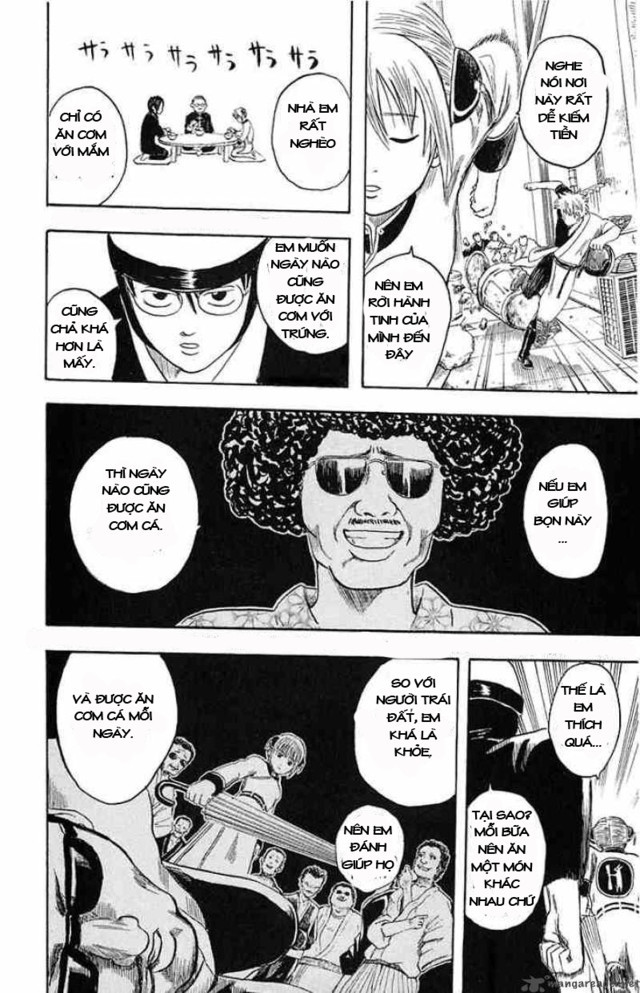 NGHE
NÓI NƠI
NÀY RẤT
DỄ KIẾM
TIỀN
NÊN EM
RỜI HÀNH
TINH CỦA
MÌNH ĐẾN
ĐÂY
サラ サラ サラ サラ サラ サラ
NHÀ EM
RẤT
NGHÈO
CHỈ CÓ
ĂN CƠM
VỚI MẮM
EM MUỐN
NGÀY NÀO
CŨNG
ĐƯỢC ĂN
CƠM VỚI
TRỨNG.
CŨNG
CHẢ KHÁ
HƠN LÀ
MẤY.
NẾU EM
GIÚP
BỌN NÀY
...
THÌ NGÀY
NÀO CŨNG
ĐƯỢC ĂN
CƠM CÁ.
THẾ LÀ
EM
THÍCH
QUÁ...
TẠI SAO?
MỖI BỮA
NÊN ĂN
MỘT MÓN
KHÁC
NHAU CHỨ
SO VỚI
NGƯỜI TRÁI
ĐẤT, EM
KHÁ LÀ
KHỎE,
NÊN EM
ĐÁNH
GIÚP HỌ
VÀ ĐƯỢC ĂN
CƠM CÁ MỖI
NGÀY.